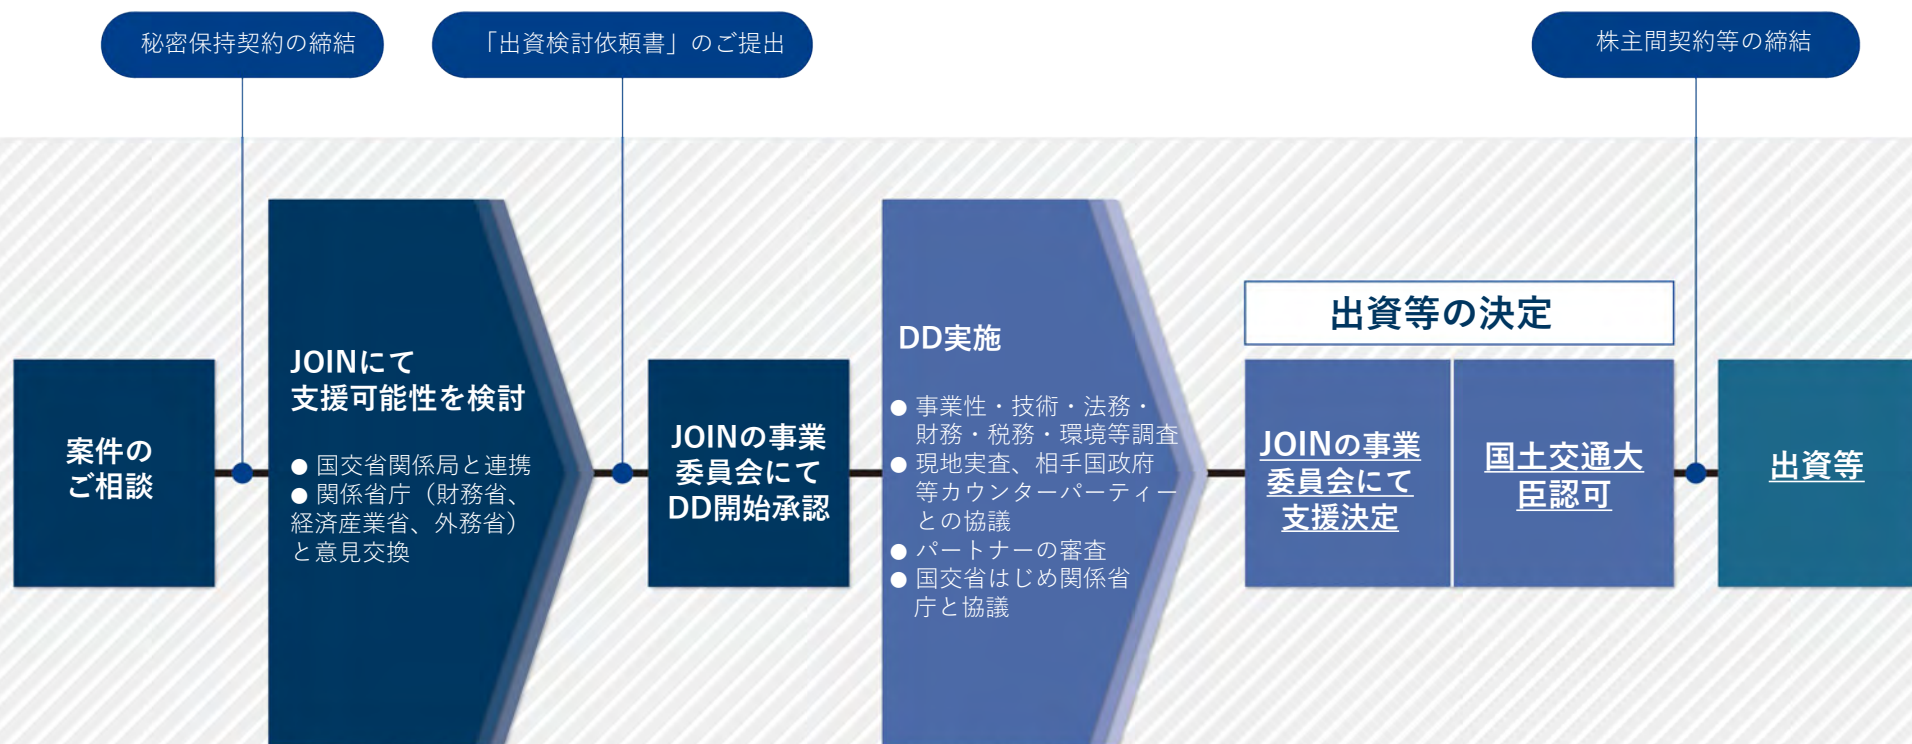 秘密保持契約の締結
「出資検討依頼書」のご提出
株主間契約等の締結
案件の
ご相談
JOINにて
支援可能性を検討
● 国交省関係局と連携
● 関係省庁（財務省、
経済産業省、外務省）
と意見交換
JOINの事業
委員会にて
DD開始承認
DD実施
● 事業性・技術・法務・
財務・税務・環境等調査
● 現地実査、相手国政府
等カウンターパーティー
との協議
● パートナーの審査
● 国交省はじめ関係省
庁と協議
出資等の決定
JOINの事業
委員会にて
支援決定
国土交通大
臣認可
出資等